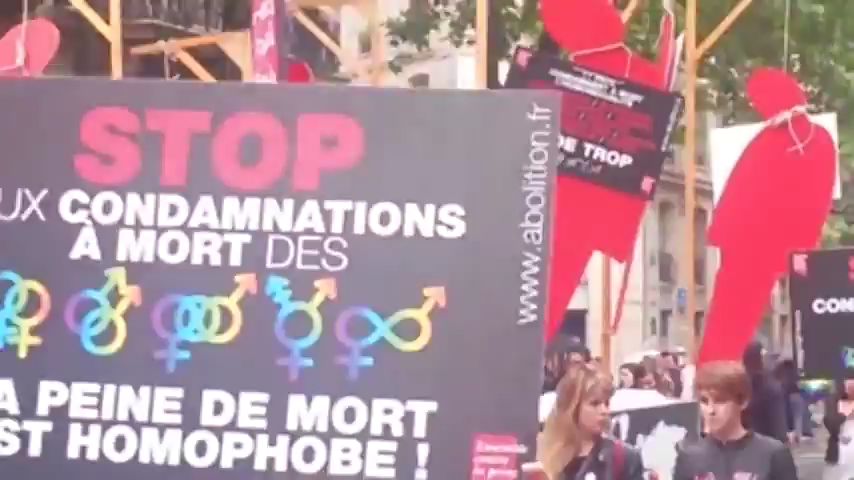 STOP
UX CONDAMNATIONS
À MORT DES
A PEINE DE MORT
ST HOMOPHOBE !
www.abolition.fr
DE TROP
CON